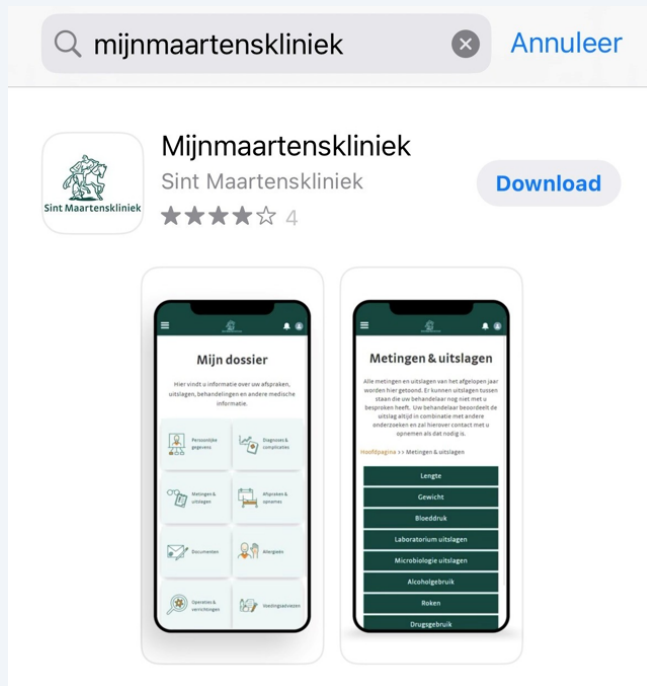 mijnmaartenskliniek
Annuleer
Mijnmaartenskliniek
Sint Maartenskliniek
4
Download
Sint Maartenskliniek
Mijn dossier
Hier vindt u informatie over uw afspraken,
uitslagen, behandelingen en andere medische
informatie.
Persoonlijke
gegevens
Diagnoses &
complicaties
Metingen &
uitslagen
Afspraken &
opnames
Documenten
Allergieën
Operaties &
verrichtingen
Voedingsadviezen
Metingen & uitslagen
Alle metingen en uitslagen van het afgelopen jaar
worden hier getoond. Er kunnen uitslagen tussen
staan die uw behandelaar nog niet met u
besproken heeft. Uw behandelaar beoordeelt de
uitslag altijd in combinatie met andere
onderzoeken en zal hierover contact met u
opnemen als dat nodig is.
Hoofdpagina >> Metingen & uitslagen
Lengte
Gewicht
Bloeddruk
Laboratorium uitslagen
Microbiologie uitslagen
Alcoholgebruik
Roken
Drugsgebruik